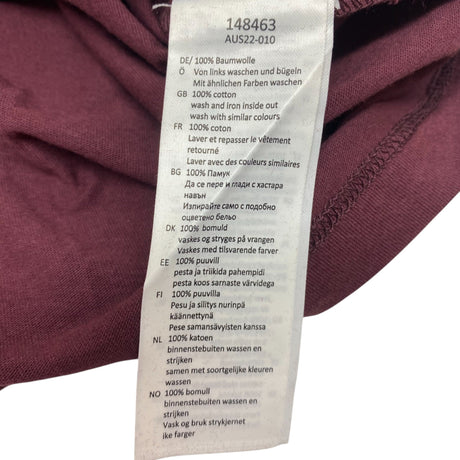 148463
AUS22-010
DE/ 100% Baumwolle
Ö Von links waschen und bügeln
Mit ähnlichen Farben waschen
GB 100% cotton
wash and iron inside out
wash with similar colours
FR 100% coton
Laver et repasser le vêtement
retourné
Laver avec des couleurs similaires
BG 100% Памук
Да се пере и глади с хастара
навън
Изпирайте само с подобно
оцветено бельо
DK 100% bomuld
vaskes og stryges på vrangen
Vaskes med tilsvarende farver
EE 100% puuvill
pesta ja triikida pahempidi
pesta koos sarnaste värvidega
FI 100% puuvilla
Pesu ja silitys nurinpä
käännettynä
Pese samansävyisten kanssa
NL 100% katoen
binnenstebuiten wassen en
strijken
samen met soortgelijke kleuren
wassen
NO 100% bomull
binnenstebuiten wassen en
strijken
Vask og bruk strykjernet
ike farger